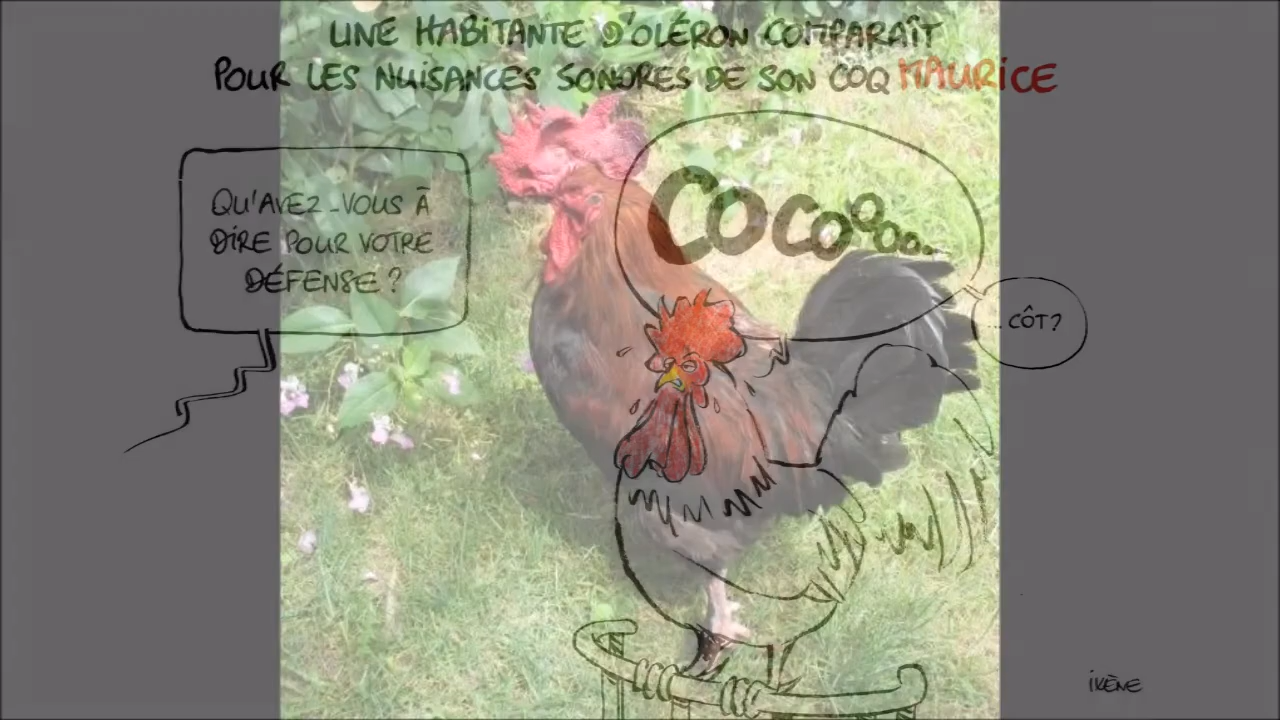 UNE HABITANTE D'OLÉRON COMPARAÎT
POUR LES NUISANCES SONORES DE SON COQ MAURICE
QU'AVEZ-VOUS À
DIRE POUR VOTRE
DÉFENSE ?
COCOOOO...
... CÔT ?
IKÈNE